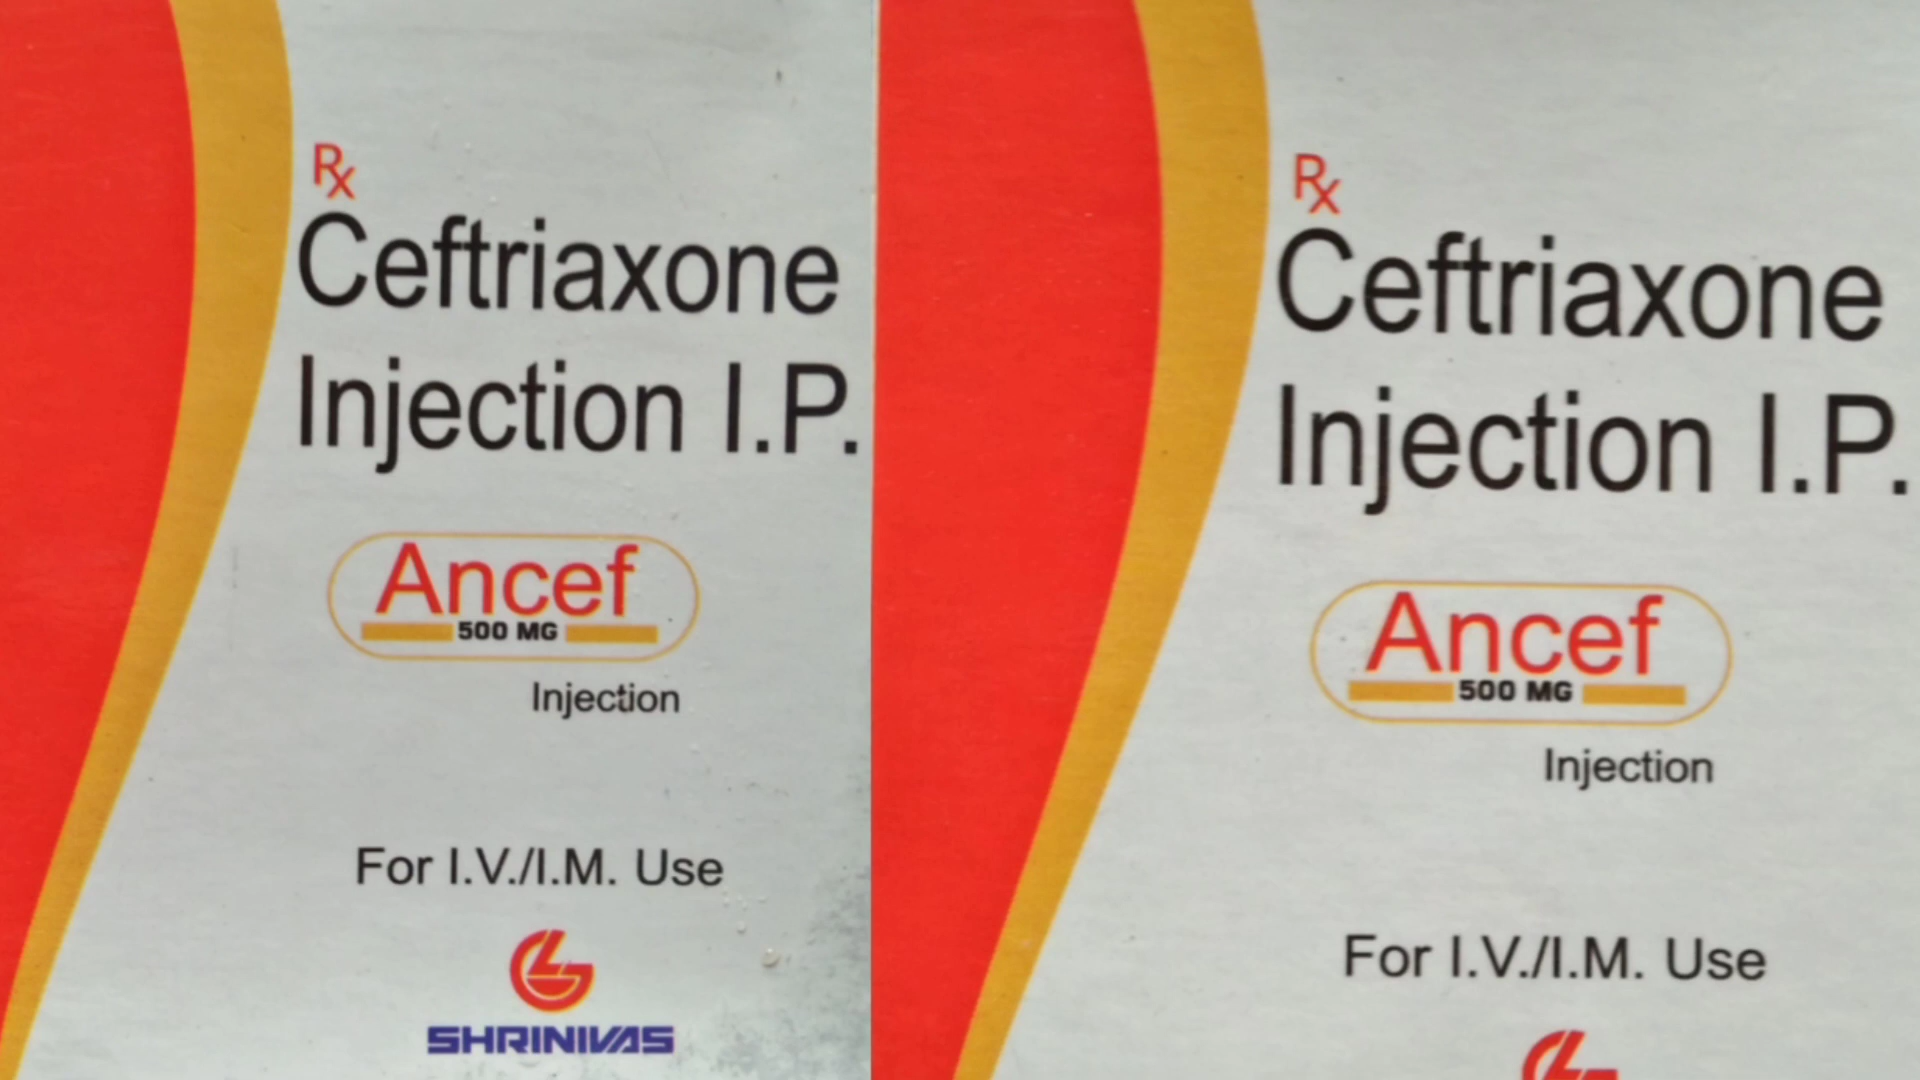 Rx
Ceftriaxone
Injection I.P.
Ancef
500 MG
Injection
For I.V./I.M. Use
SHRINIVAS
Rx
Ceftriaxone
Injection I.P.
Ancef
500 MG
Injection
For I.V./I.M. Use